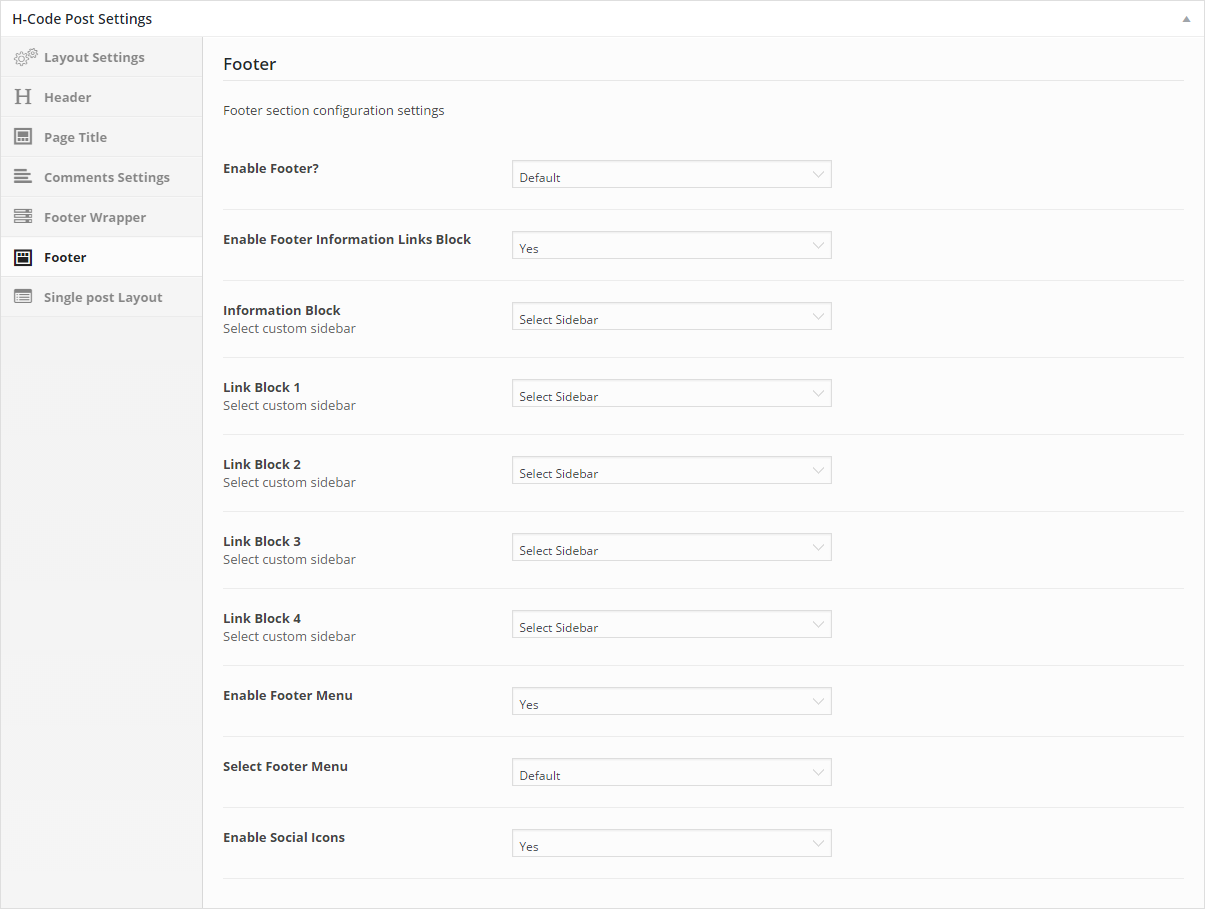 H-Code Post Settings
Layout Settings
Header
Page Title
Comments Settings
Footer Wrapper
Footer
Single post Layout
Footer
Footer section configuration settings
Enable Footer?
Default
Enable Footer Information Links Block
Yes
Information Block
Select custom sidebar
Select Sidebar
Link Block 1
Select custom sidebar
Select Sidebar
Link Block 2
Select custom sidebar
Select Sidebar
Link Block 3
Select custom sidebar
Select Sidebar
Link Block 4
Select custom sidebar
Select Sidebar
Enable Footer Menu
Yes
Select Footer Menu
Default
Enable Social Icons
Yes